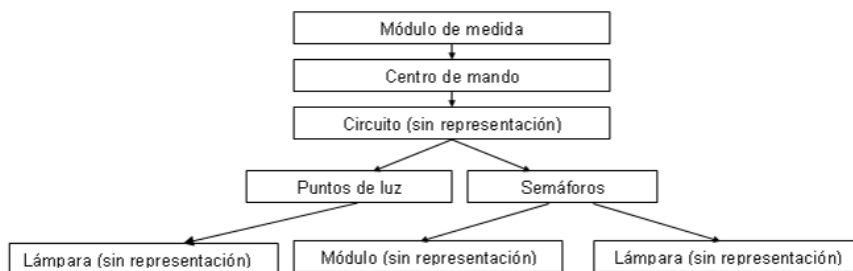 Módulo de medida
Centro de mando
Circuito (sin representación)
Puntos de luz
Semáforos
Lámpara (sin representación)
Módulo (sin representación)
Lámpara (sin representación)